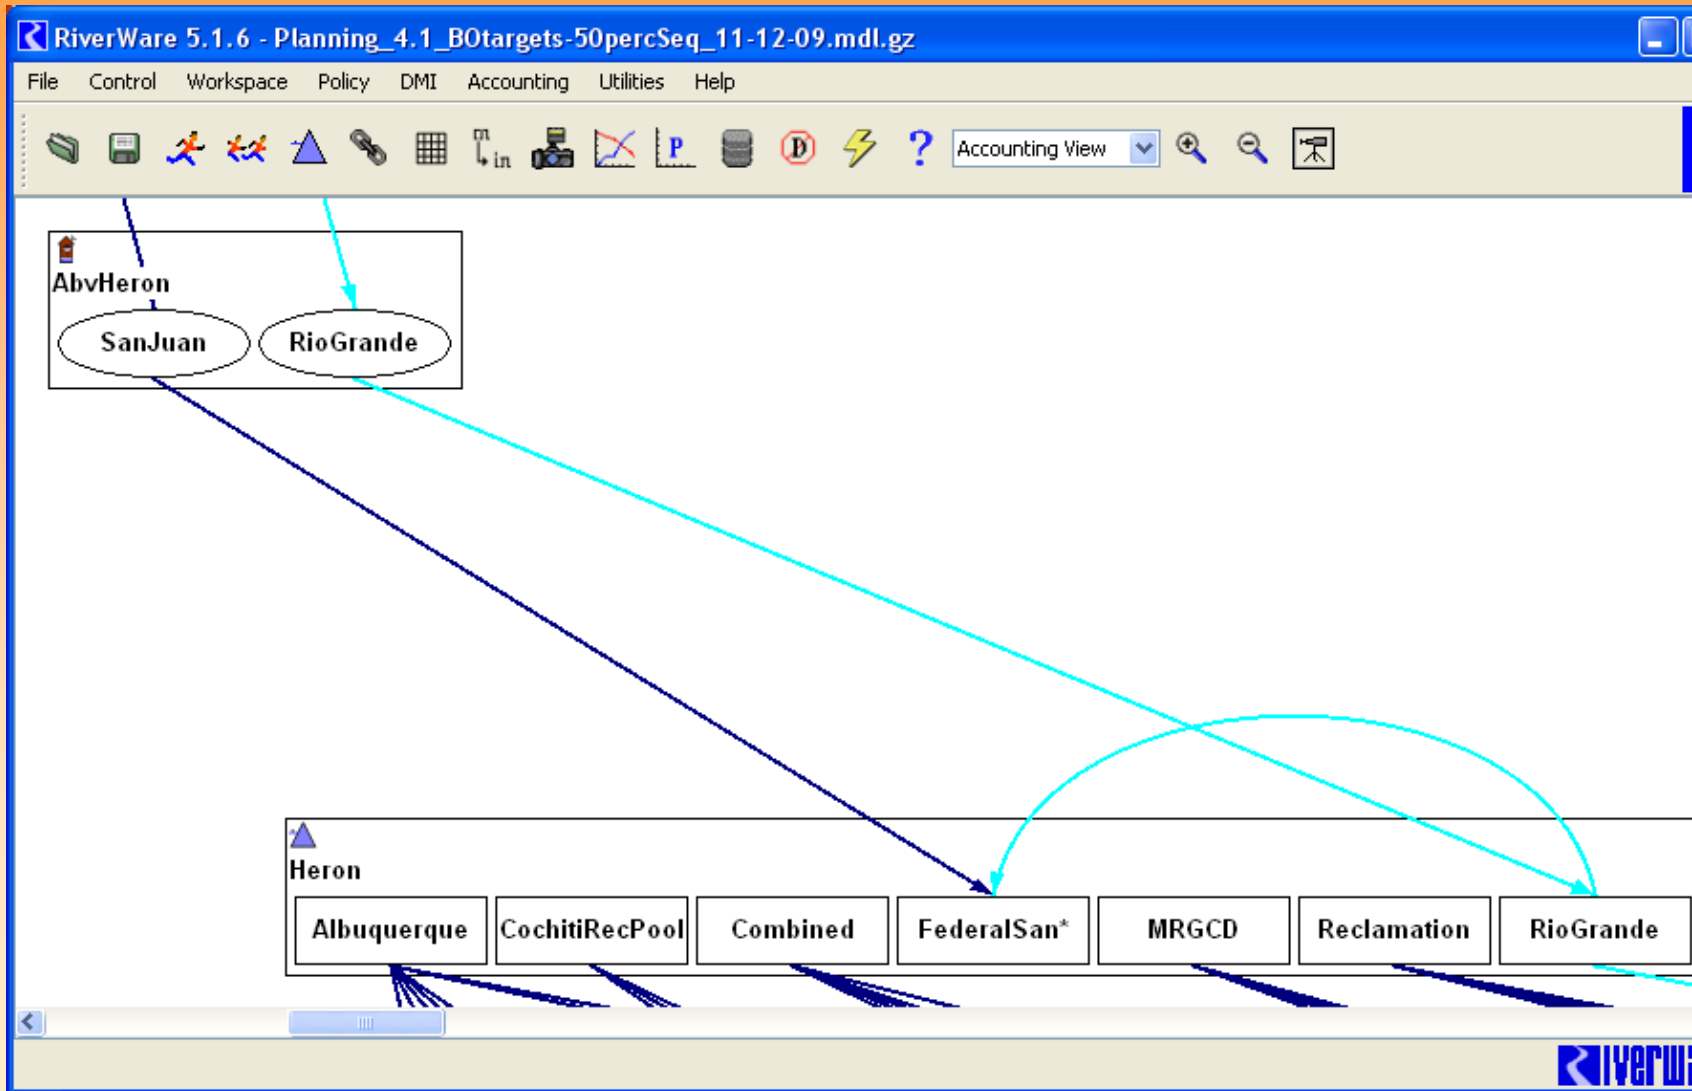 RiverWare 5.1.6 - Planning_4.1_BOtargets-50percSeq_11-12-09.mdl.gz
File Control Workspace Policy DMI Accounting Utilities Help
in P D ? Accounting View
AbvHeron
SanJuan RioGrande
Heron
Albuquerque CochitiRecPool Combined FederalSan* MRGCD Reclamation RioGrande